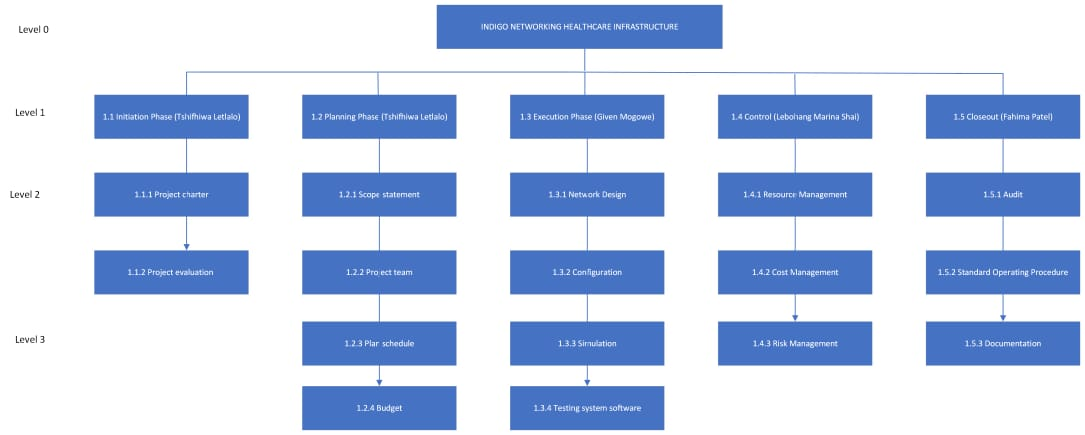 Level 0
INDIGO NETWORKING HEALTHCARE INFRASTRUCTURE
Level 1
1.1 Initiation Phase (Tshifhiwa Letlalo)
1.2 Planning Phase (Tshifhiwa Letlalo)
1.3 Execution Phase (Given Mogowe)
1.4 Control (Lebohang Marina Shai)
1.5 Closeout (Fahima Patel)
Level 2
1.1.1 Project charter
1.2.1 Scope statement
1.3.1 Network Design
1.4.1 Resource Management
1.5.1 Audit
1.1.2 Project evaluation
1.2.2 Project team
1.3.2 Configuration
1.4.2 Cost Management
1.5.2 Standard Operating Procedure
Level 3
1.2.3 Plan schedule
1.3.3 Simulation
1.4.3 Risk Management
1.5.3 Documentation
1.2.4 Budget
1.3.4 Testing system software